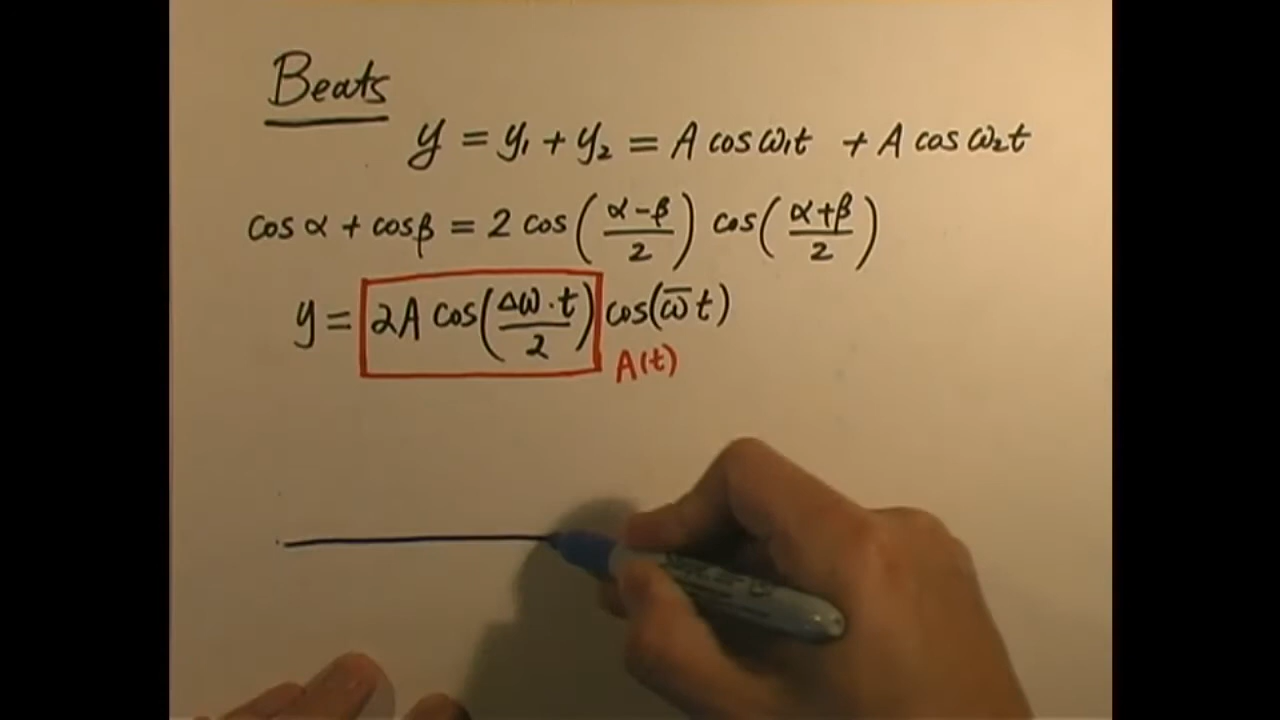 Beats
y = y₁ + y₂ = A cos ω₁t + A cos ω₂t
cos α + cos β = 2 cos((α−β)/2) cos((α+β)/2)
y = 2A cos((Δω·t)/2) cos(ω̅t)
A(t)